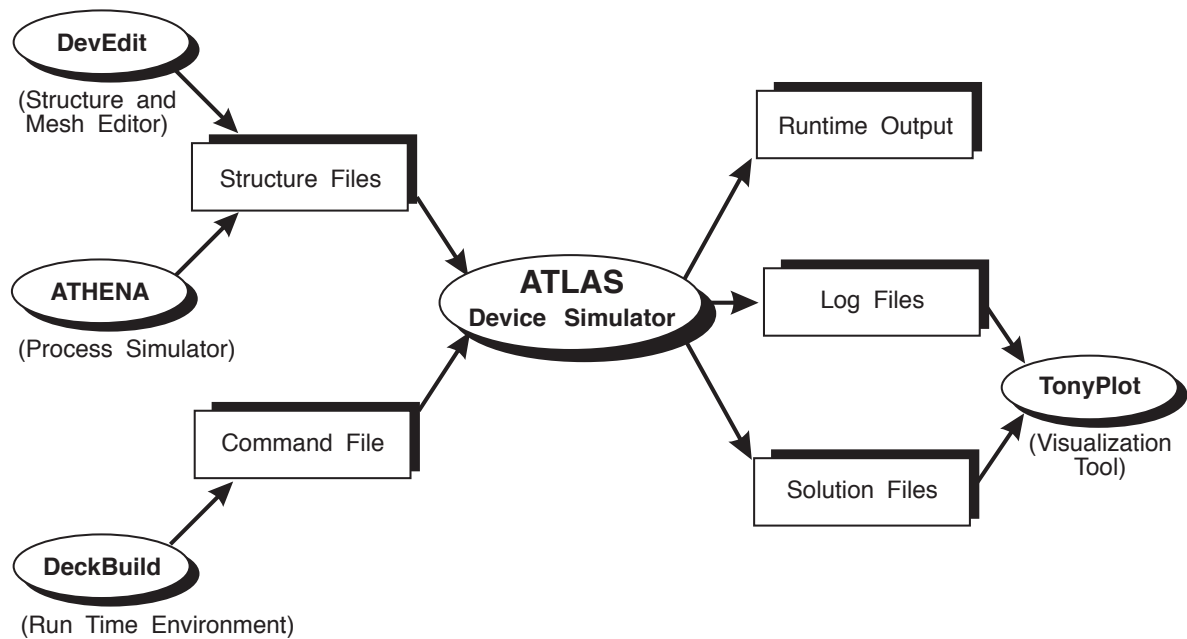 DevEdit
(Structure and
Mesh Editor)
Structure Files
ATHENA
(Process Simulator)
Command File
DeckBuild
(Run Time Environment)
ATLAS
Device Simulator
Runtime Output
Log Files
Solution Files
TonyPlot
(Visualization
Tool)